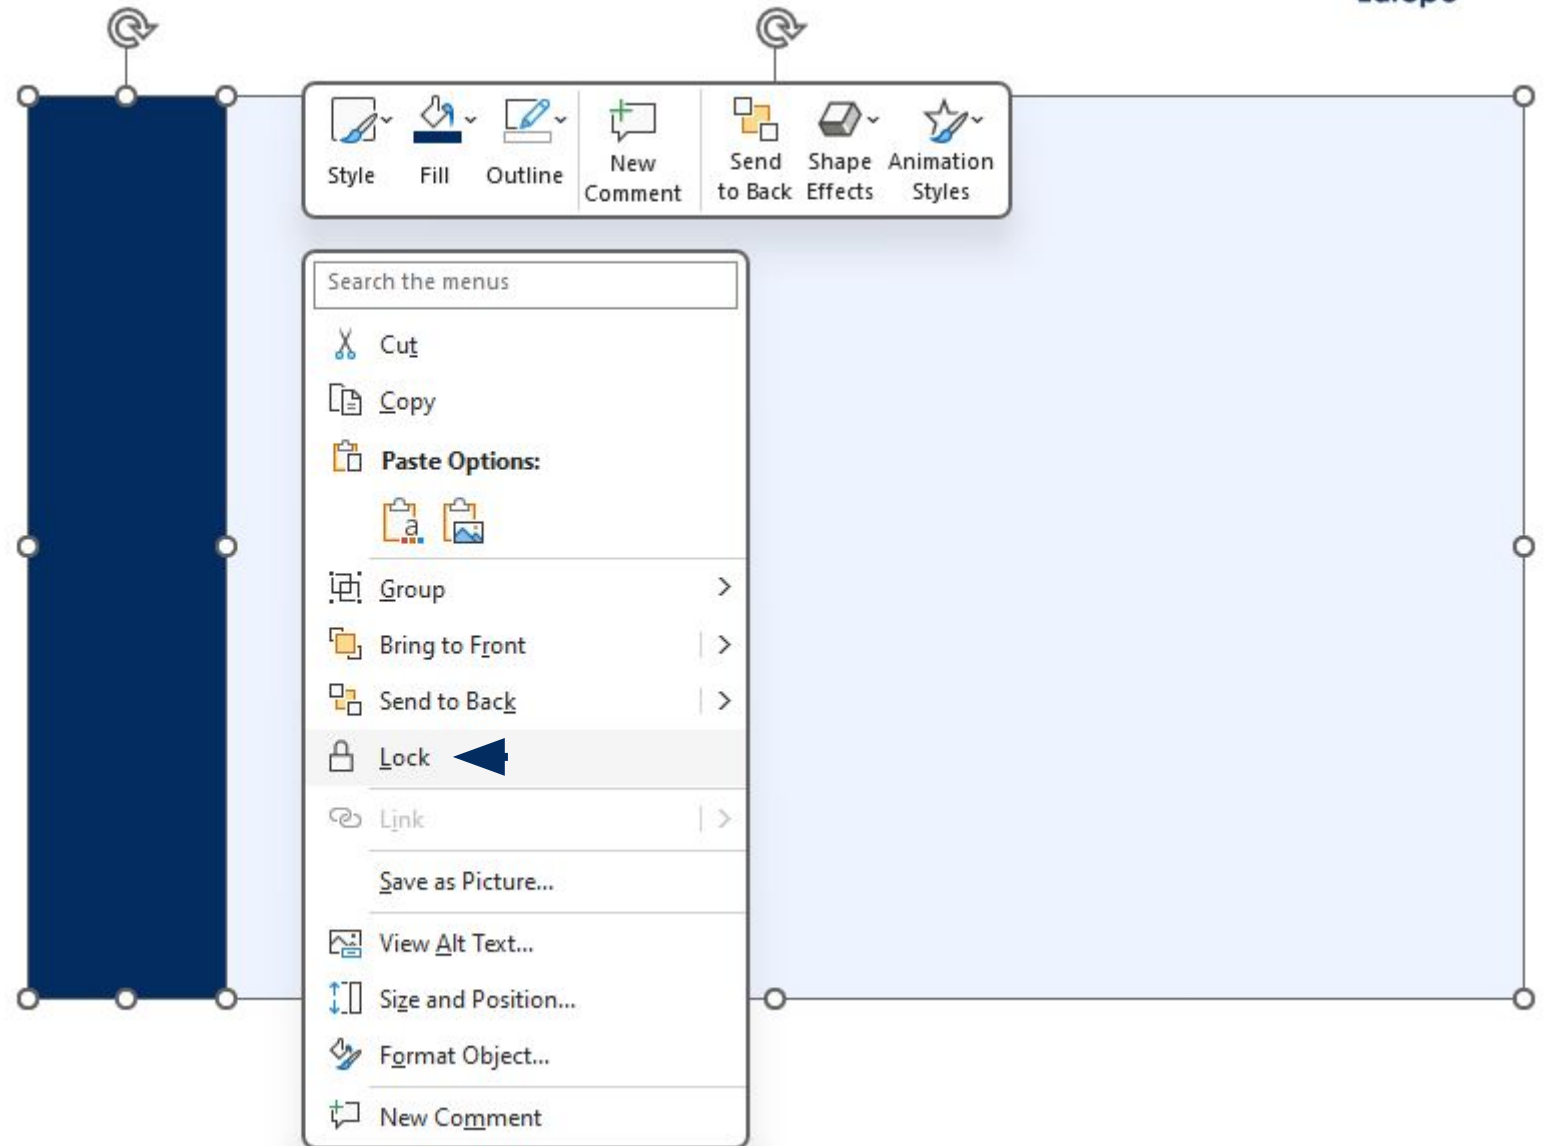 Style Fill Outline New Comment Send to Back Shape Effects Animation Styles
Search the menus
Cut
Copy
Paste Options:
a
Group
Bring to Front
Send to Back
Lock
Link
Save as Picture...
View Alt Text...
Size and Position...
Format Object...
New Comment